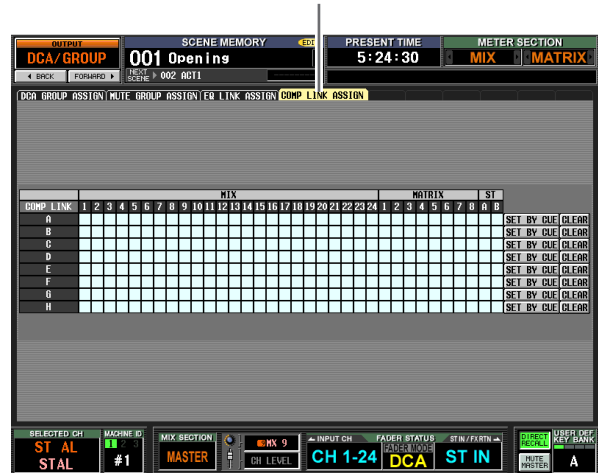 OUTPUT
DCA/GROUP
SCENE MEMORY
EDI
001 Opening
PRESENT TIME
5:24:30
METER SECTION
MIX
MATRIX
BACK
FORWARD
NEXT SCENE
002 ACT1
DCA GROUP ASSIGN
MUTE GROUP ASSIGN
EQ LINK ASSIGN
COMP LINK ASSIGN
MIX
MATRIX
ST
COMP LINK
1 2 3 4 5 6 7 8 9 10 11 12 13 14 15 16 17 18 19 20 21 22 23 24
1 2 3 4 5 6 7 8
A B
A
SET BY CUE
CLEAR
B
SET BY CUE
CLEAR
C
SET BY CUE
CLEAR
D
SET BY CUE
CLEAR
E
SET BY CUE
CLEAR
F
SET BY CUE
CLEAR
G
SET BY CUE
CLEAR
H
SET BY CUE
CLEAR
SELECTED CH
ST AL
STAL
MACHINE ID
1 2 3
#1
MIX SECTION
MASTER
MX 9
CH LEVEL
INPUT CH
CH 1-24
FADER STATUS
FADER MODE
DCA
ST IN/FXRTN
ST IN
DIRECT RECALL
MUTE MASTER
USER DEF
KEY BANK
A